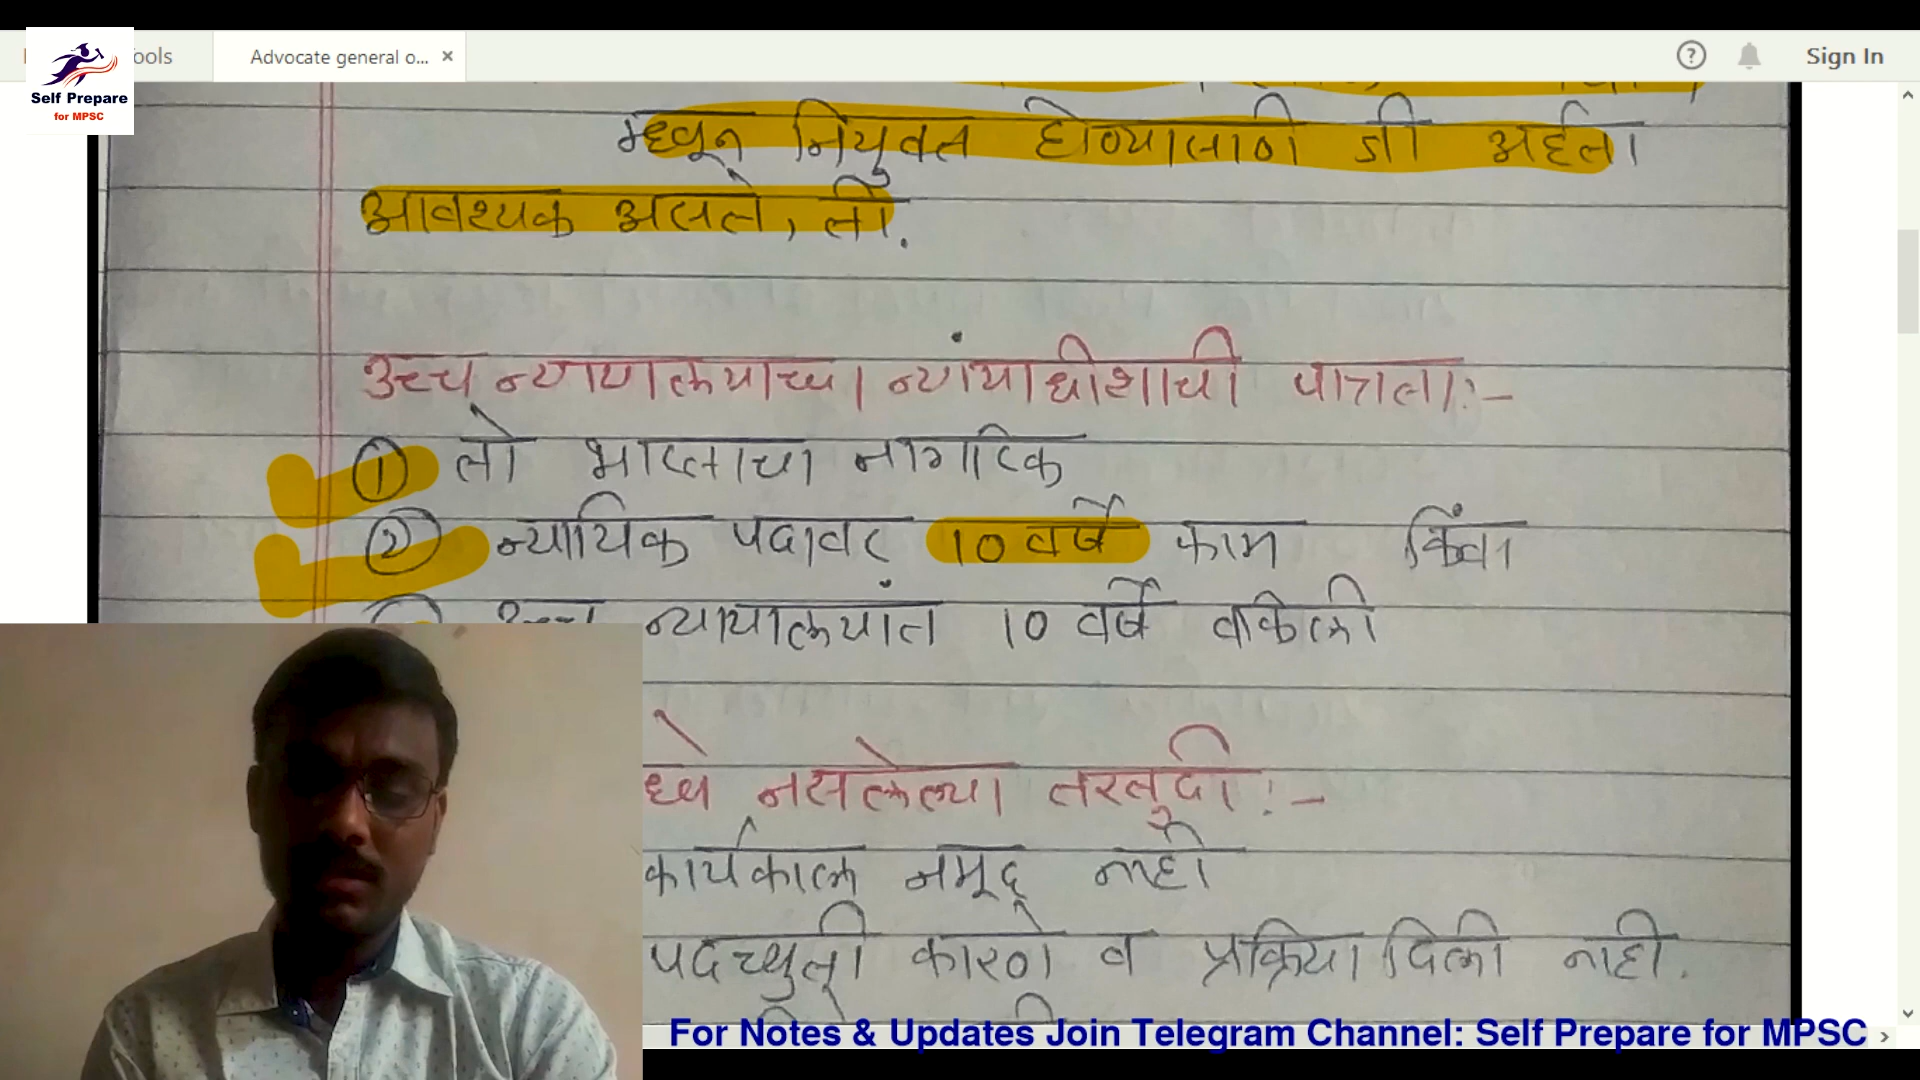 ools
Advocate general o... ×
? Sign In
Self Prepare
for MPSC
म्हणून नियुक्त होण्यासाठी जी अर्हता
आवश्यक असते, ती.
उच्च न्यायालयाच्या न्यांयाधीशाची पात्रता:-
① तो भारताचा नागरिक
② न्यायिक पदावर 10 वर्षे काम किंवा
उच्च न्यायालयांत 10 वर्षे वकिली
ध्ये नसलेल्या तरतुदी:-
कार्यकाल नमूद नाही
पदच्युती कारणे व प्रक्रिया दिली नाही.
For Notes & Updates Join Telegram Channel: Self Prepare for MPSC